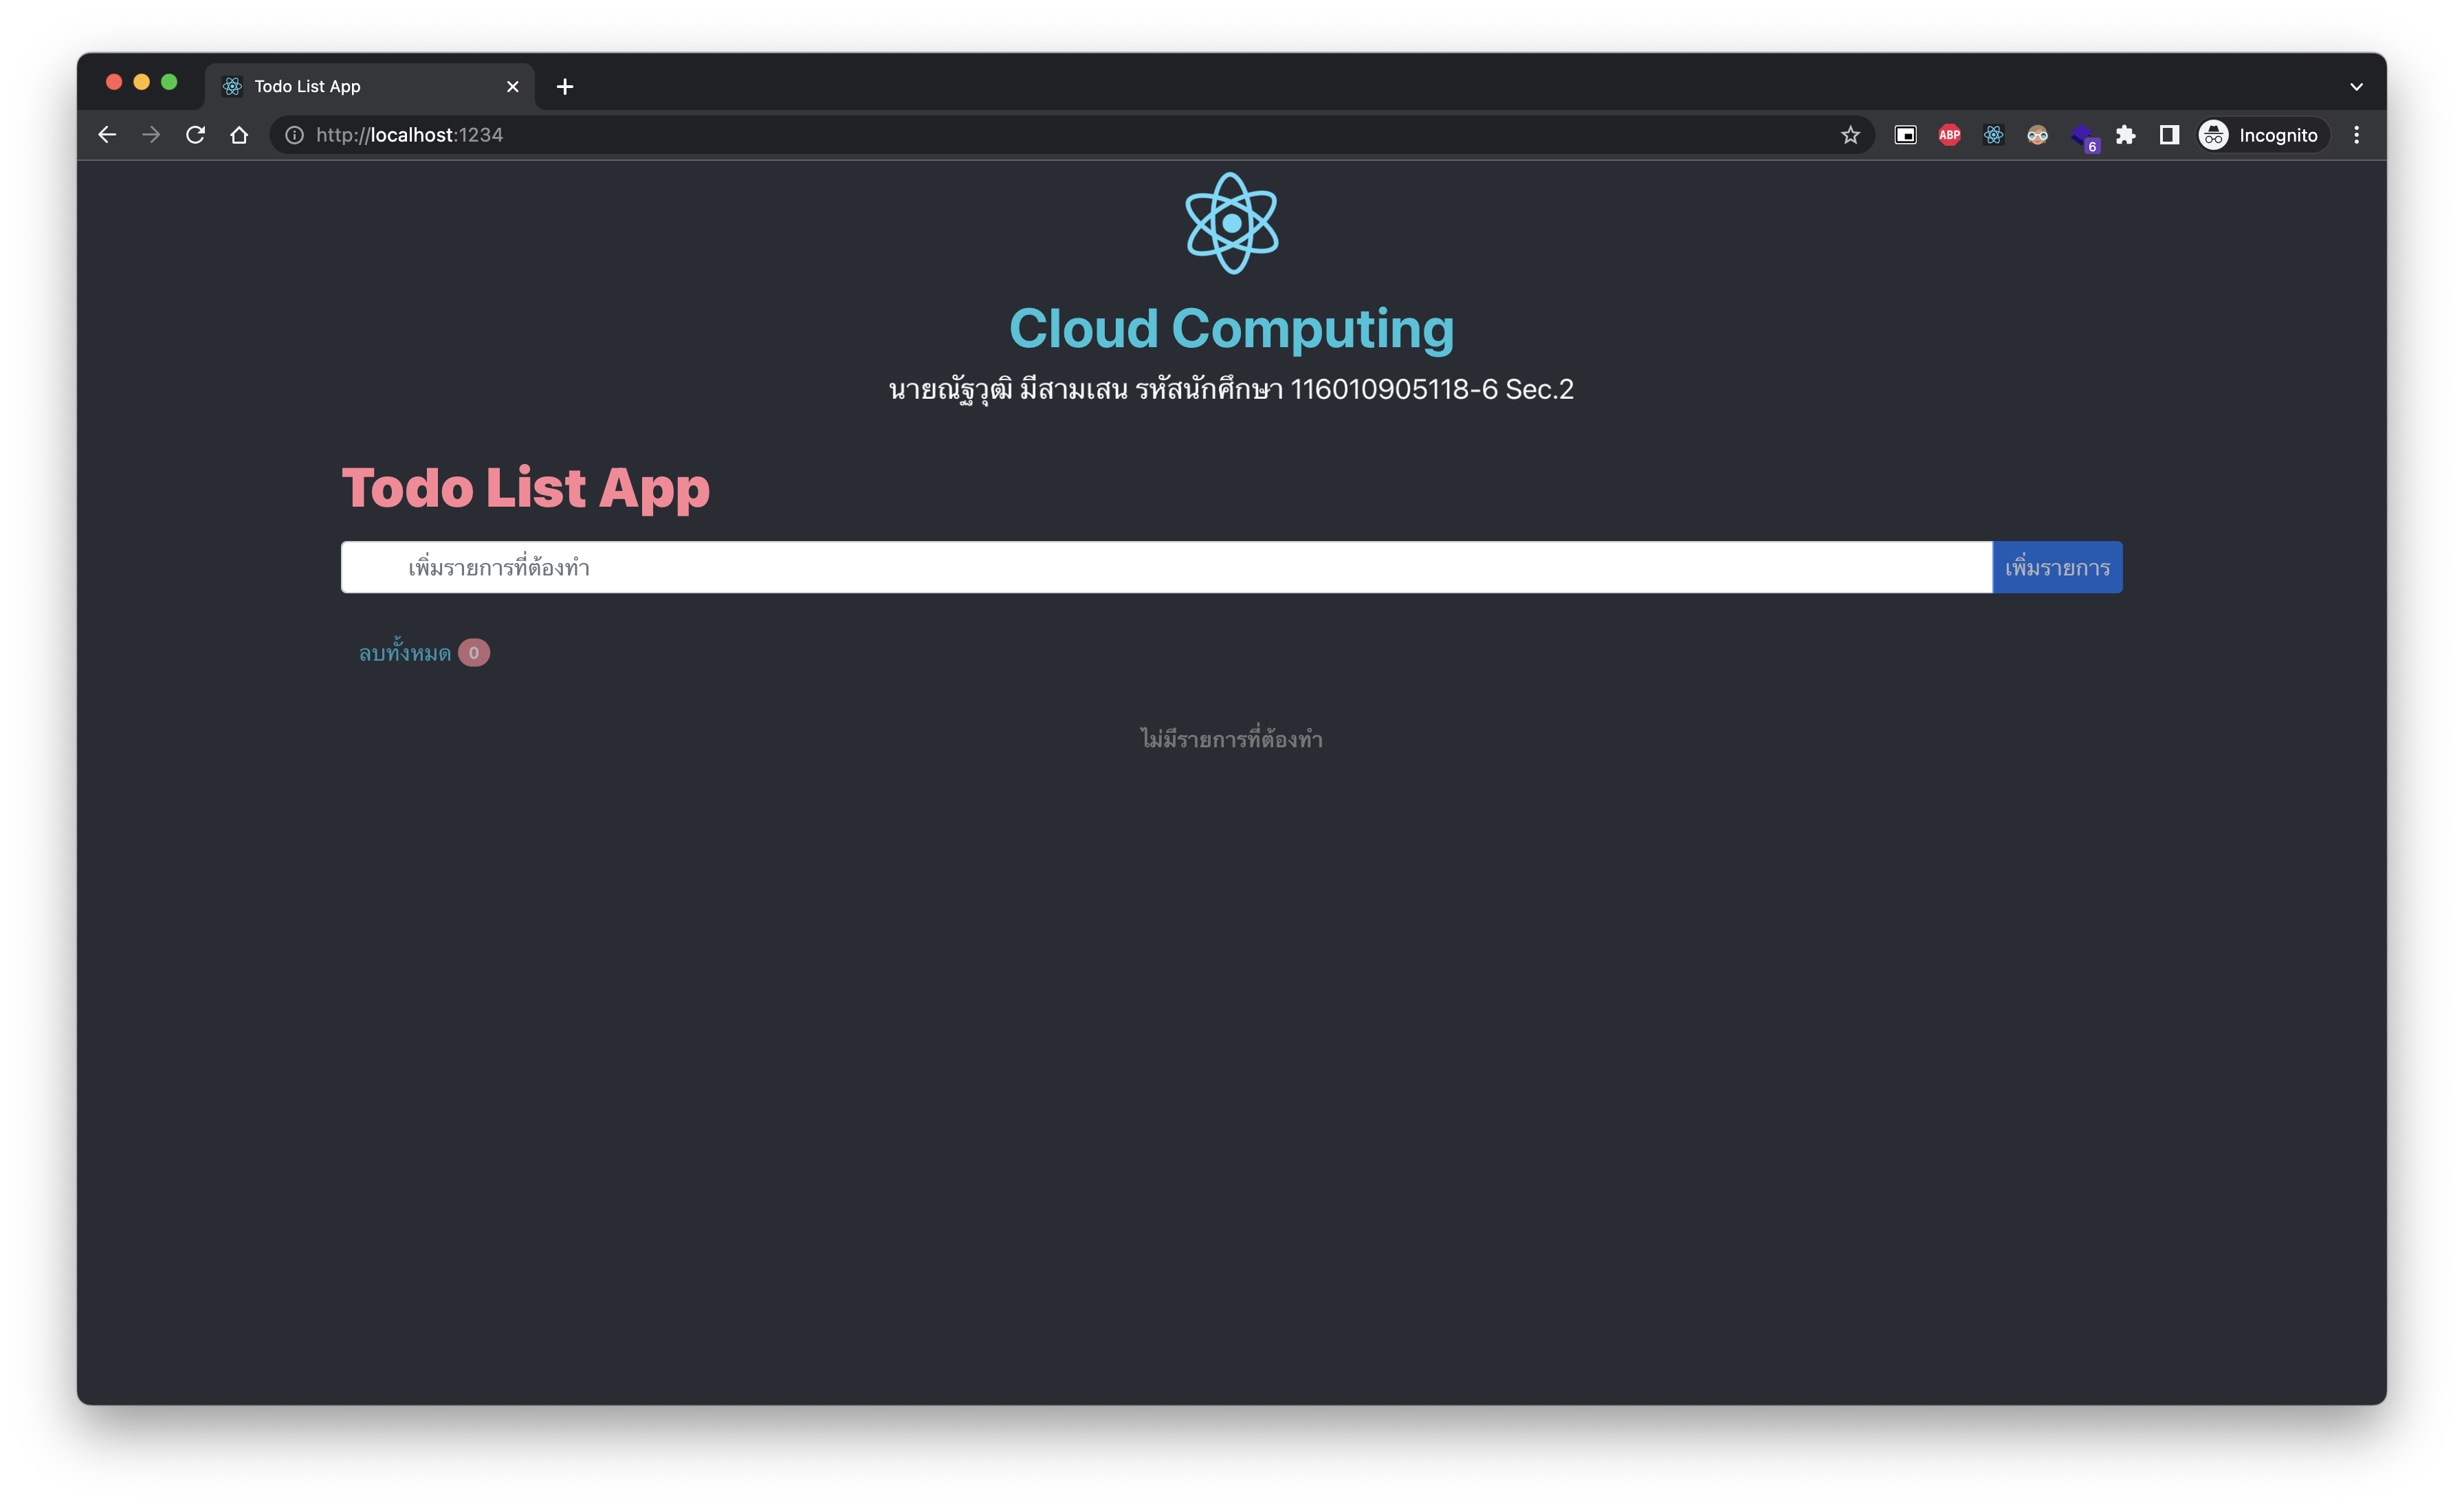 Todo List App
http://localhost:1234
ABP
6
Incognito
Cloud Computing
นายณัฐวุฒิ มีสามเสน รหัสนักศึกษา 116010905118-6 Sec.2
Todo List App
เพิ่มรายการที่ต้องทำ
เพิ่มรายการ
ลบทั้งหมด 0
ไม่มีรายการที่ต้องทำ